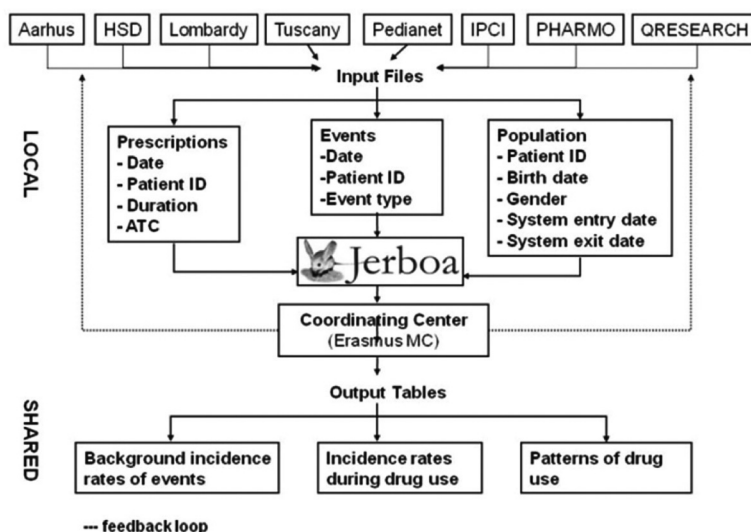 Aarhus
HSD
Lombardy
Tuscany
Pedianet
IPCI
PHARMO
QRESEARCH
Input Files
LOCAL
Prescriptions
- Date
- Patient ID
- Duration
- ATC
Events
-Date
-Patient ID
-Event type
Population
- Patient ID
- Birth date
- Gender
- System entry date
- System exit date
Jerboa
Coordinating Center
(Erasmus MC)
SHARED
Output Tables
Background incidence
rates of events
Incidence rates
during drug use
Patterns of drug
use
--- feedback loop